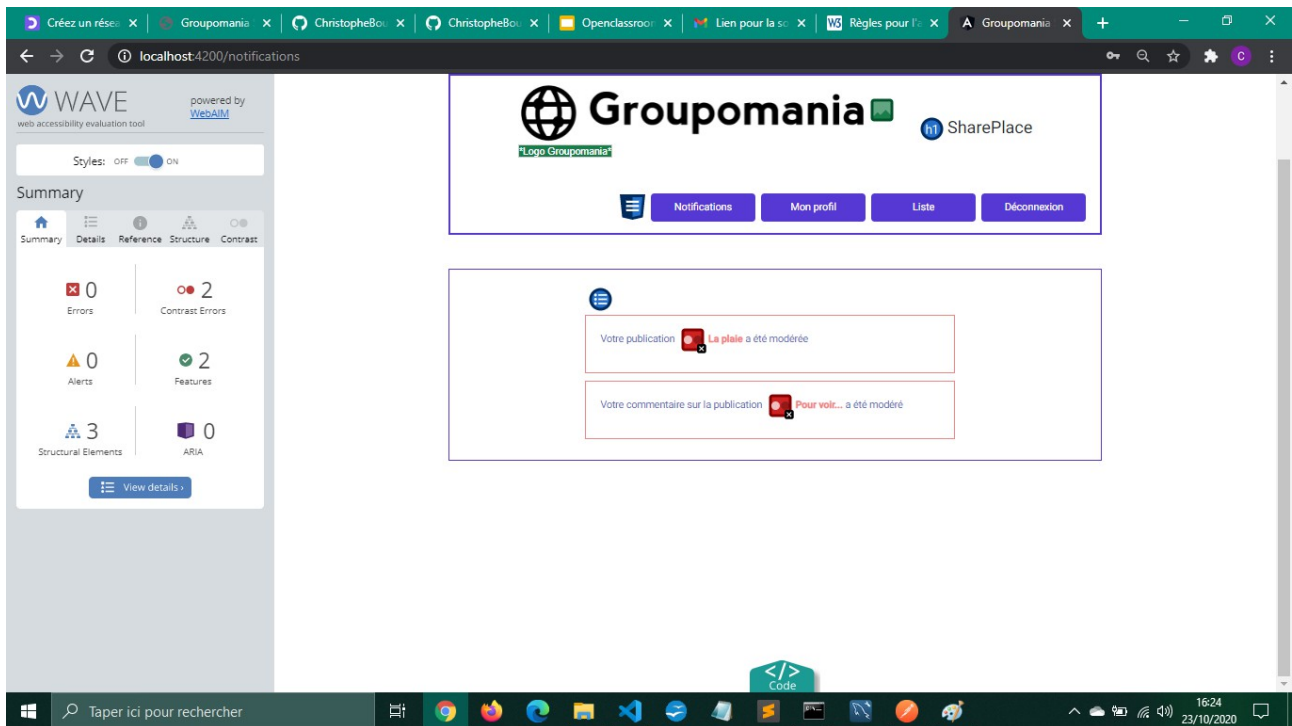 Créez un résea
Groupomania
ChristopheBou
ChristopheBou
Openclassroon
Lien pour la so
W3 Règles pour l'a
A Groupomania
localhost:4200/notifications
C
WAVE
web accessibility evaluation tool
powered by
WebAIM
Styles: OFF ON
Summary
Summary Details Reference Structure Contrast
0
Errors
2
Contrast Errors
0
Alerts
2
Features
3
Structural Elements
0
ARIA
View details ›
Groupomania
*Logo Groupomania*
h1 SharePlace
Notifications
Mon profil
Liste
Déconnexion
Votre publication La plaie a été modérée
Votre commentaire sur la publication Pour voir... a été modéré
</>
Code
Taper ici pour rechercher
16:24
23/10/2020